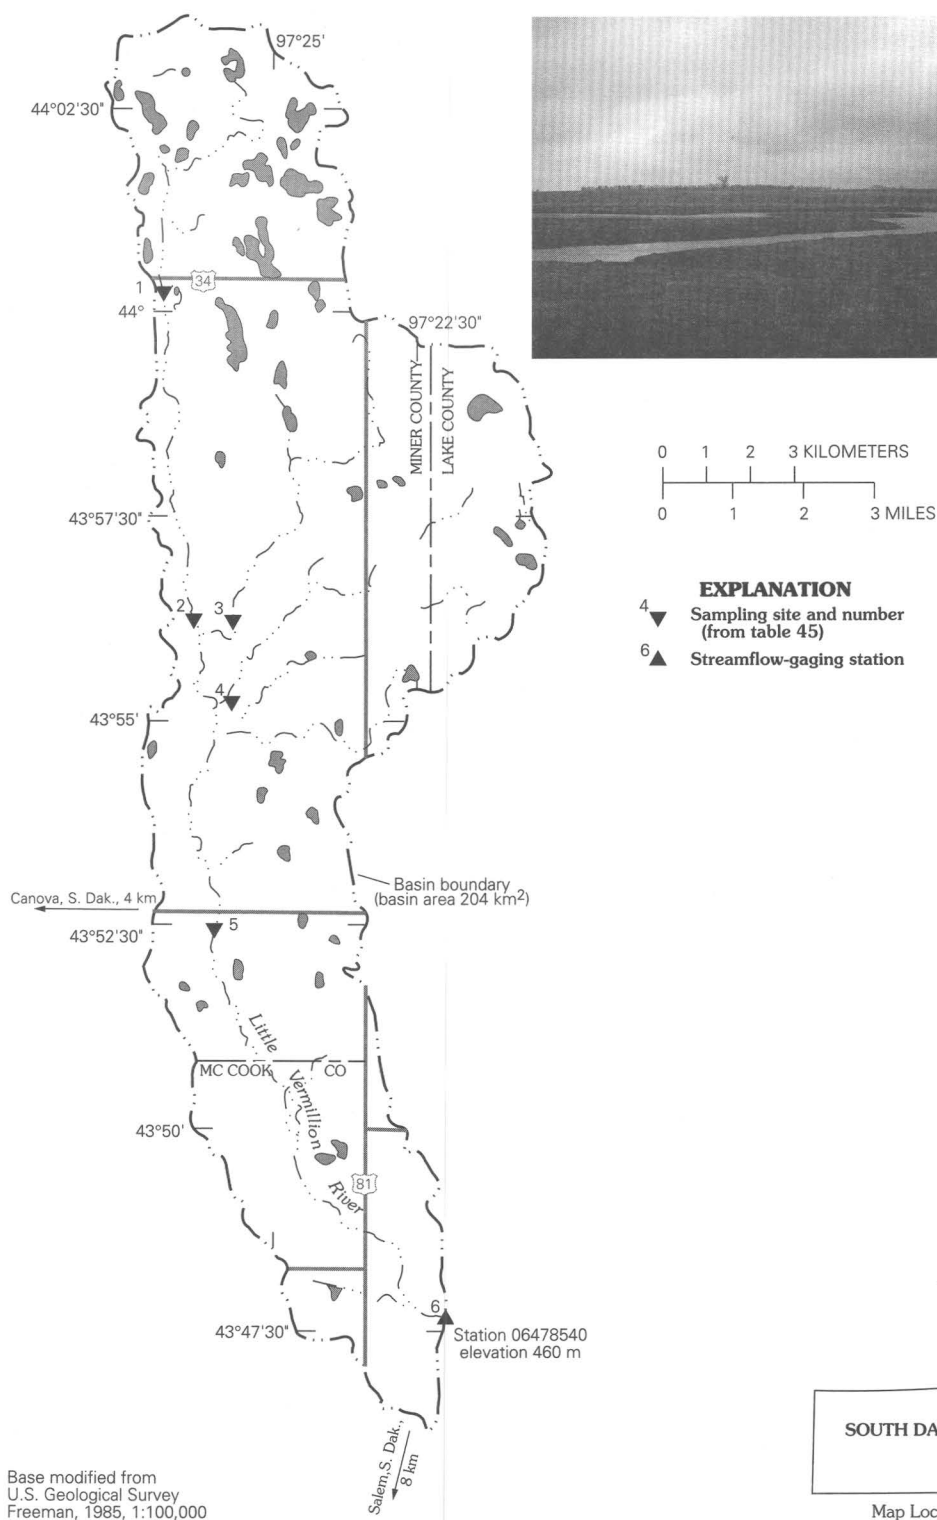 97°25'
44°02'30"
34
1
44°
97°22'30"
MINER COUNTY
LAKE COUNTY
0 1 2 3 KILOMETERS
0 1 2 3 MILES
43°57'30"
EXPLANATION
4 Sampling site and number
(from table 45)
6 Streamflow-gaging station
2
3
4
43°55'
Basin boundary
(basin area 204 km²)
Canova, S. Dak., 4 km
43°52'30"
5
Little
Vermillion
River
MC COOK CO
43°50'
81
6
43°47'30"
Station 06478540
elevation 460 m
Salem, S. Dak.,
8 km
SOUTH DA
Map Loc
Base modified from
U.S. Geological Survey
Freeman, 1985, 1:100,000